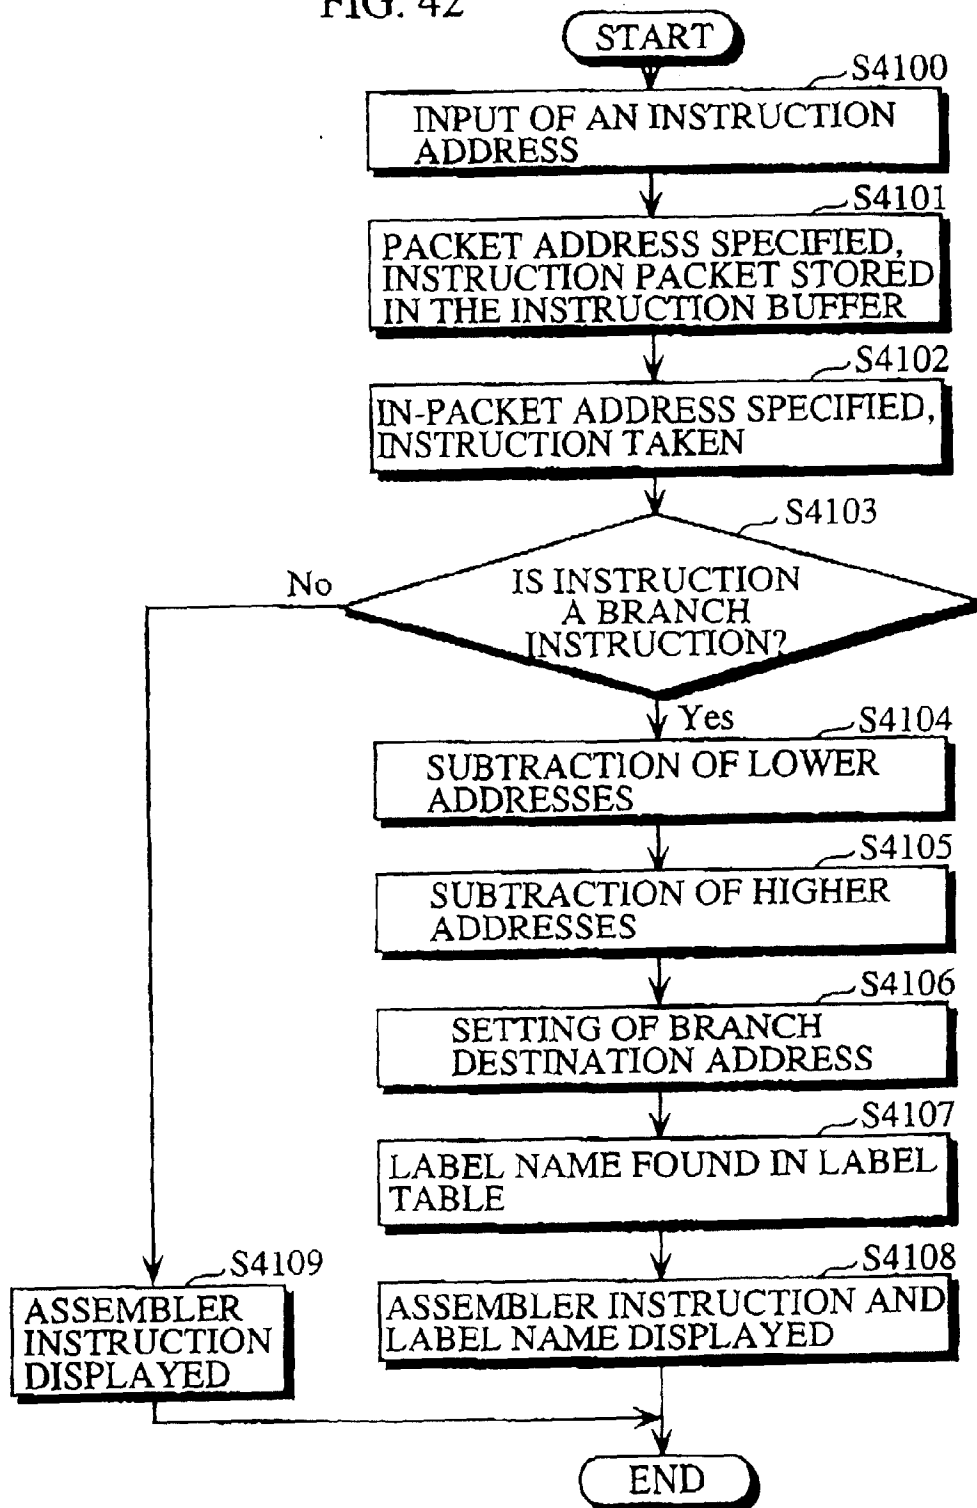 FIG. 42
START
S4100
INPUT OF AN INSTRUCTION
ADDRESS
S4101
PACKET ADDRESS SPECIFIED,
INSTRUCTION PACKET STORED
IN THE INSTRUCTION BUFFER
S4102
IN-PACKET ADDRESS SPECIFIED,
INSTRUCTION TAKEN
S4103
IS INSTRUCTION
A BRANCH
INSTRUCTION?
No
Yes
S4104
SUBTRACTION OF LOWER
ADDRESSES
S4105
SUBTRACTION OF HIGHER
ADDRESSES
S4106
SETTING OF BRANCH
DESTINATION ADDRESS
S4107
LABEL NAME FOUND IN LABEL
TABLE
S4108
ASSEMBLER INSTRUCTION AND
LABEL NAME DISPLAYED
S4109
ASSEMBLER
INSTRUCTION
DISPLAYED
END